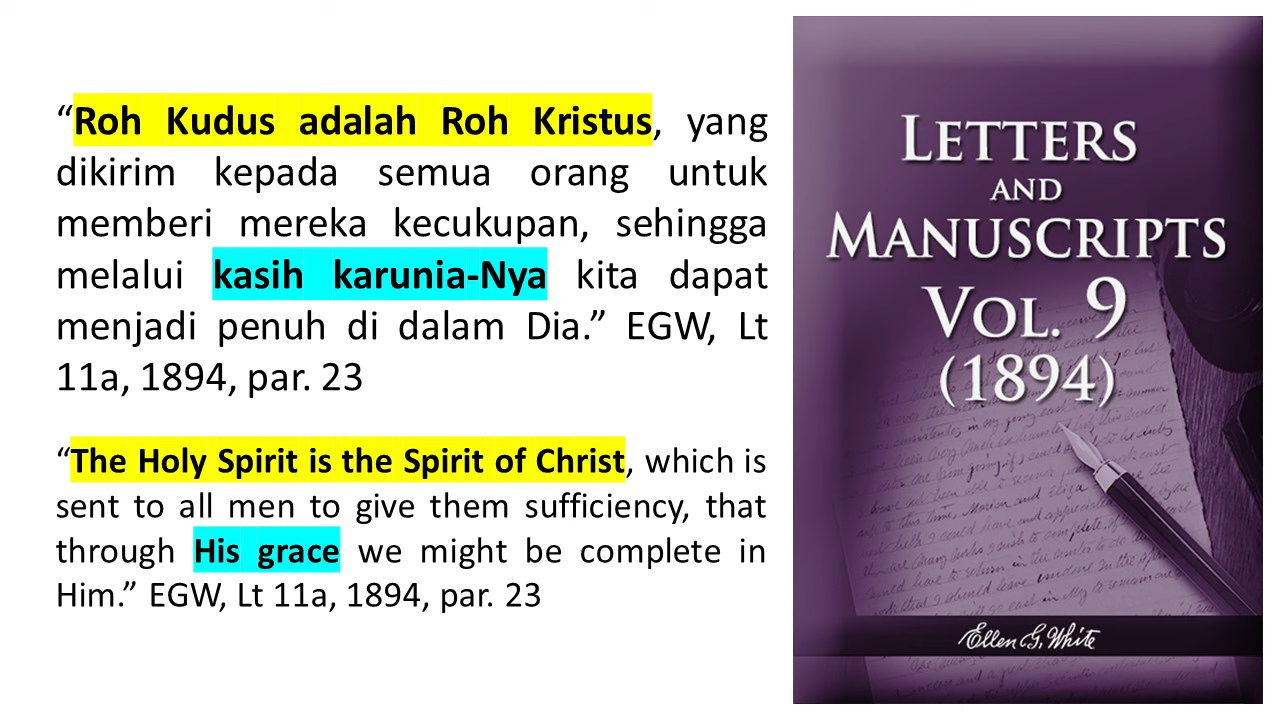 “Roh Kudus adalah Roh Kristus, yang
dikirim kepada semua orang untuk
memberi mereka kecukupan, sehingga
melalui kasih karunia-Nya kita dapat
menjadi penuh di dalam Dia.” EGW, Lt
11a, 1894, par. 23
“The Holy Spirit is the Spirit of Christ, which is
sent to all men to give them sufficiency, that
through His grace we might be complete in
Him.” EGW, Lt 11a, 1894, par. 23
LETTERS
AND
MANUSCRIPTS
VOL. 9
(1894)
Ellen G. White